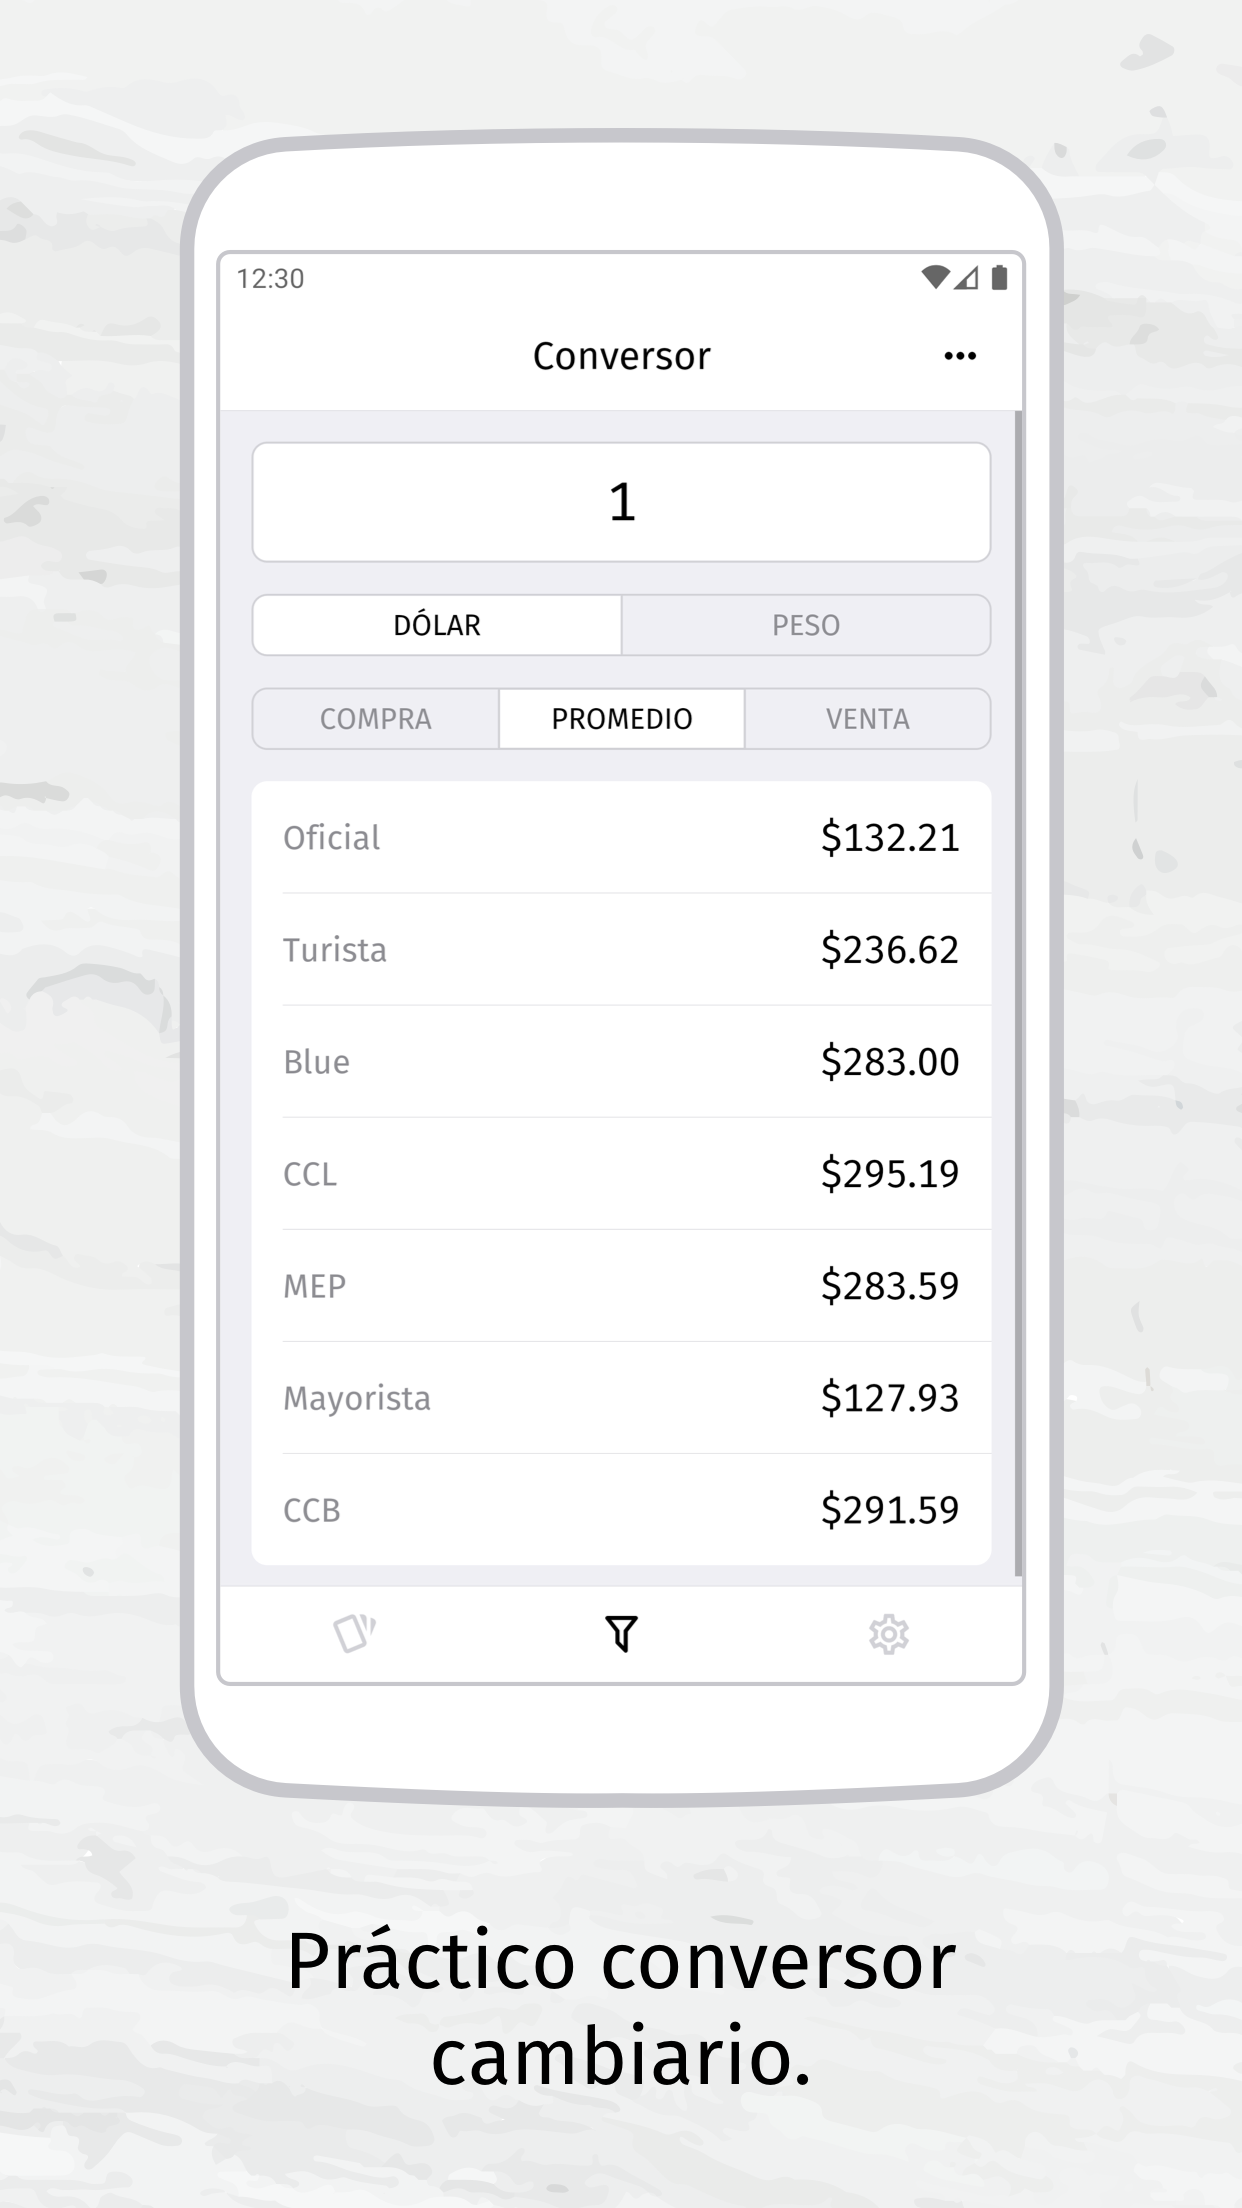 12:30
Conversor
1
DÓLAR PESO
COMPRA PROMEDIO VENTA
Oficial $132.21
Turista $236.62
Blue $283.00
CCL $295.19
MEP $283.59
Mayorista $127.93
CCB $291.59
Práctico conversor
cambiario.